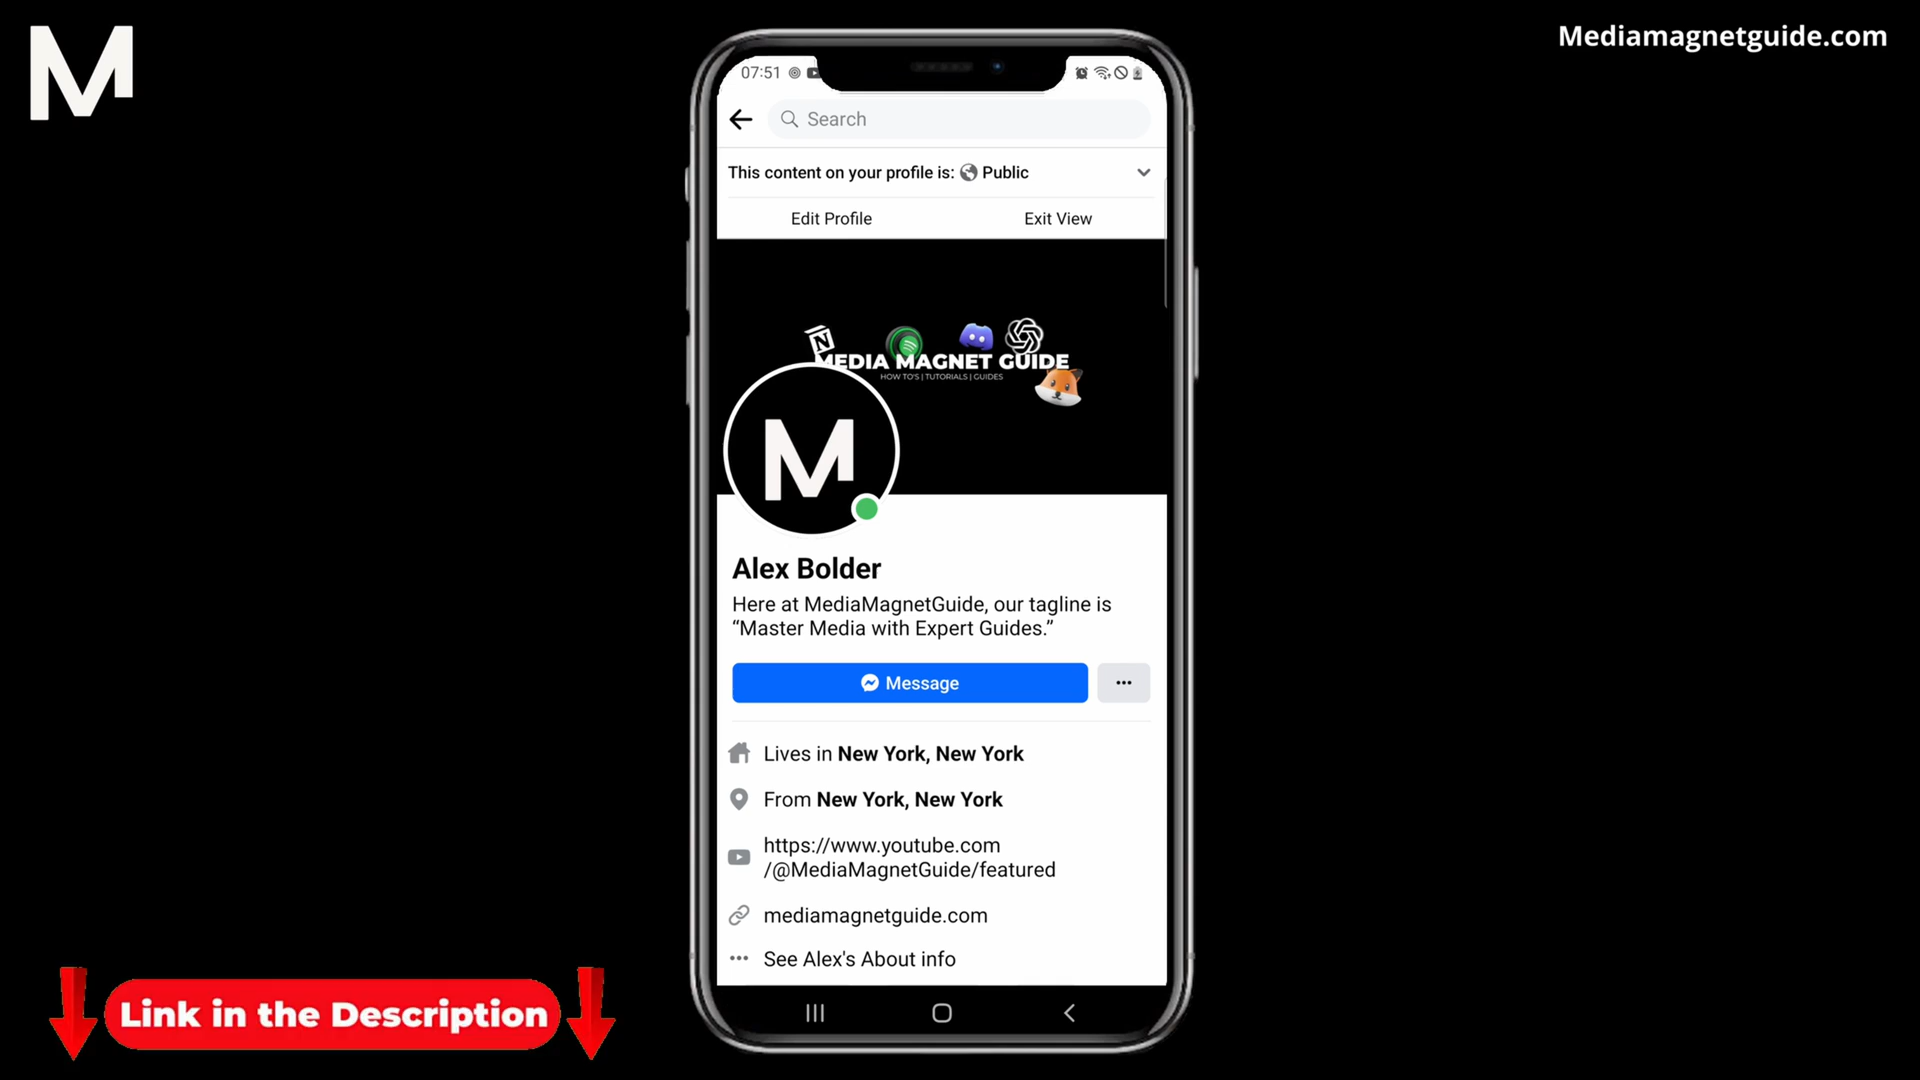 M
Mediamagnetguide.com
07:51
Search
This content on your profile is: Public
Edit Profile
Exit View
N
MEDIA MAGNET GUIDE
HOW TO'S | TUTORIALS | GUIDES
M
Alex Bolder
Here at MediaMagnetGuide, our tagline is
“Master Media with Expert Guides.”
Message
Lives in New York, New York
From New York, New York
https://www.youtube.com
/@MediaMagnetGuide/featured
mediamagnetguide.com
See Alex's About info
Link in the Description